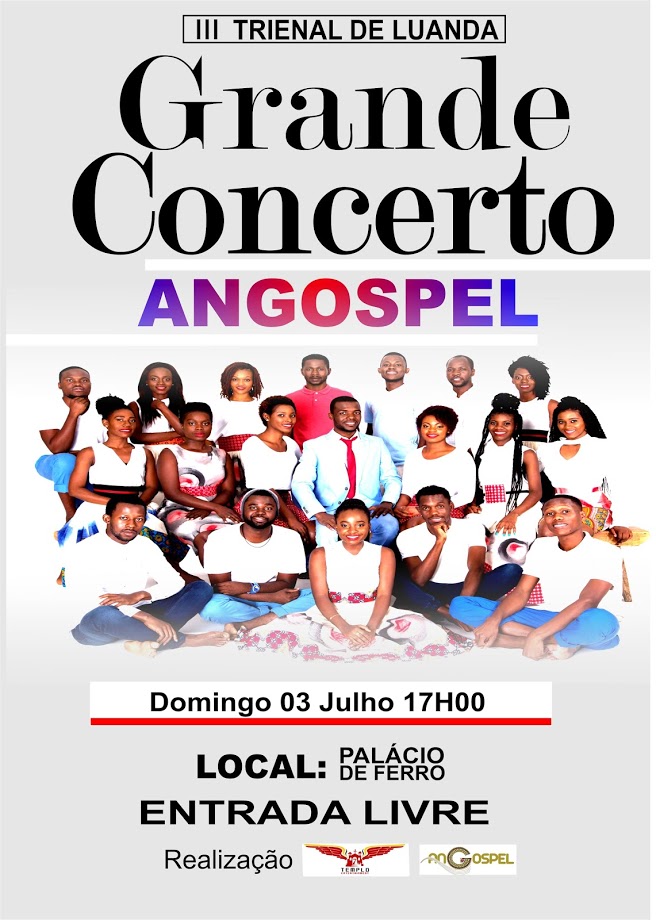 III TRIENAL DE LUANDA
Grande
Concerto
ANGOSPEL
Domingo 03 Julho 17H00
LOCAL: PALÁCIO
DE FERRO
ENTRADA LIVRE
Realização
TEMPLO
ANGOSPEL